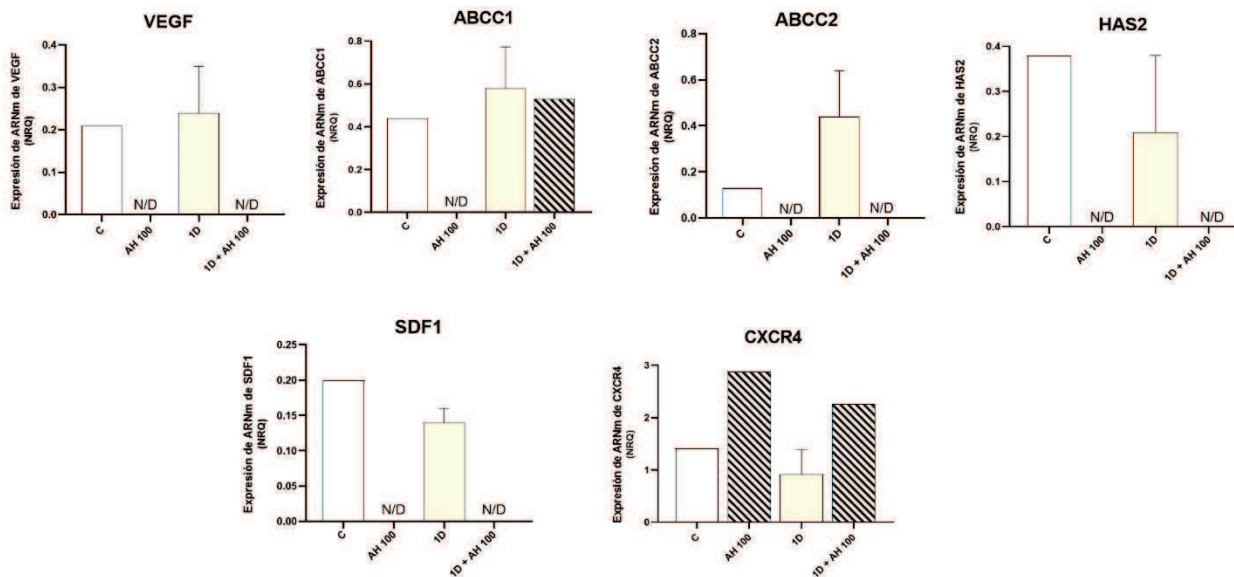 VEGF
Expresión de ARNm de VEGF
(NRQ)
0.4
0.3
0.2
0.1
0.0
N/D
N/D
C
AH 100
1D
1D + AH 100
ABCC1
Expresión de ARNm de ABCC1
(NRQ)
0.8
0.6
0.4
0.2
0.0
N/D
C
AH 100
1D
1D + AH 100
ABCC2
Expresión de ARNm de ABCC2
(NRQ)
0.8
0.6
0.4
0.2
0.0
N/D
N/D
C
AH 100
1D
1D + AH 100
HAS2
Expresión de ARNm de HAS2
(NRQ)
0.4
0.3
0.2
0.1
0.0
N/D
N/D
C
AH 100
1D
1D + AH 100
SDF1
Expresión de ARNm de SDF1
(NRQ)
0.25
0.20
0.15
0.10
0.05
0.00
N/D
N/D
C
AH 100
1D
1D + AH 100
CXCR4
Expresión de ARNm de CXCR4
(NRQ)
3
2
1
0
C
AH 100
1D
1D + AH 100